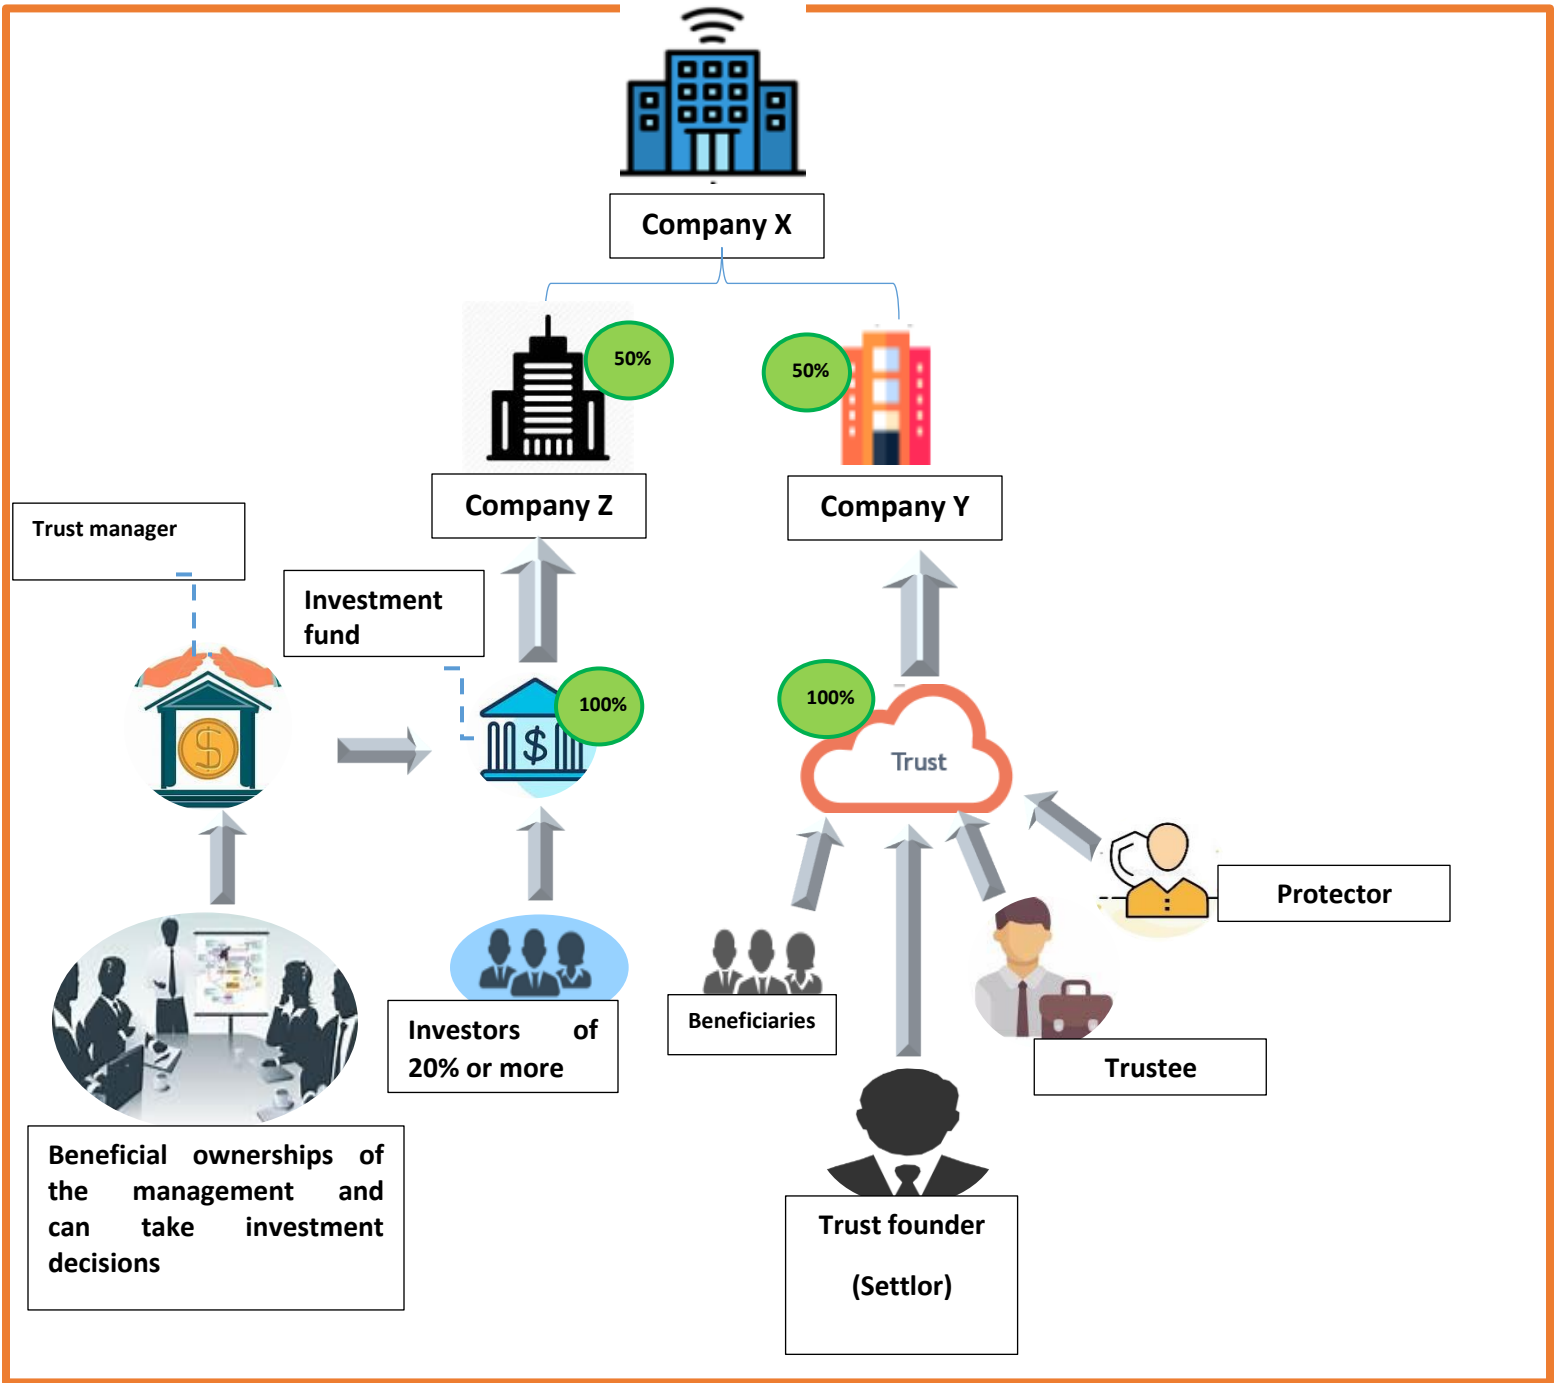 Company X
50%
50%
Company Z
Company Y
Trust manager
Investment
fund
100%
100%
Trust
Protector
Investors of
20% or more
Beneficiaries
Trustee
Beneficial ownerships of
the management and
can take investment
decisions
Trust founder
(Settlor)